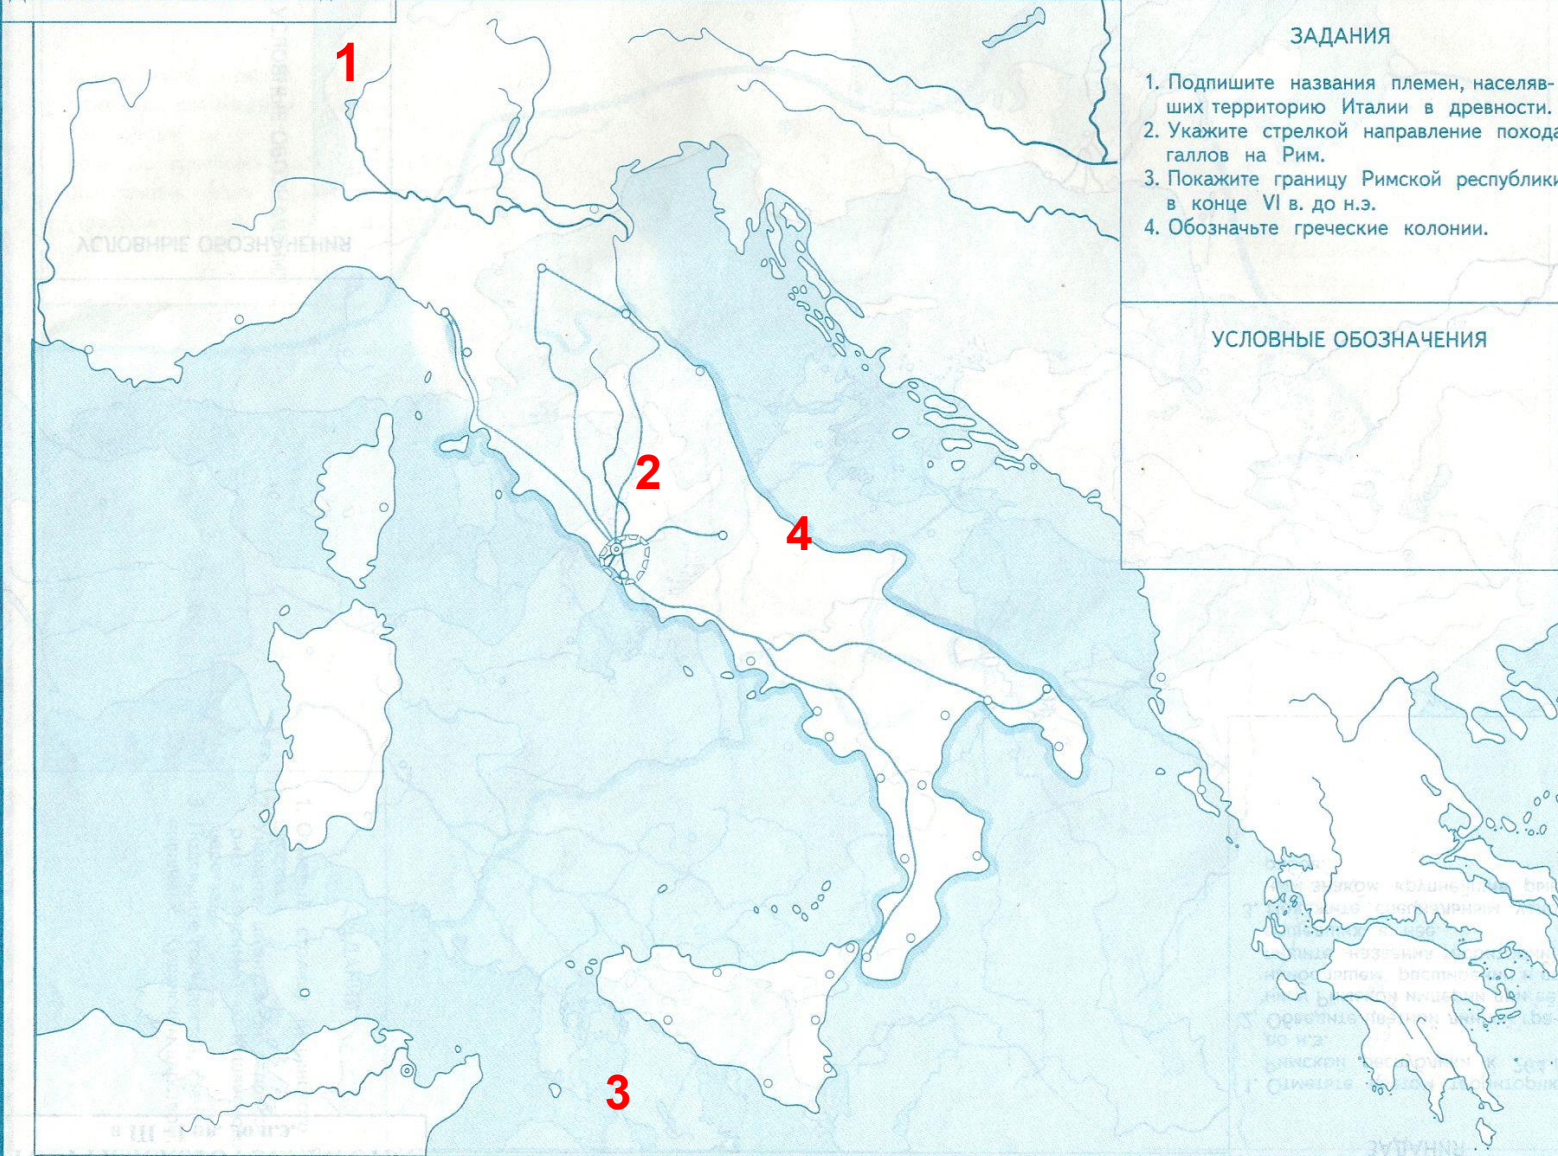 1
2
3
4
ЗАДАНИЯ
1. Подпишите названия племен, населяв-
ших территорию Италии в древности.
2. Укажите стрелкой направление похода
галлов на Рим.
3. Покажите границу Римской республики
в конце VI в. до н.э.
4. Обозначьте греческие колонии.
УСЛОВНЫЕ ОБОЗНАЧЕНИЯ